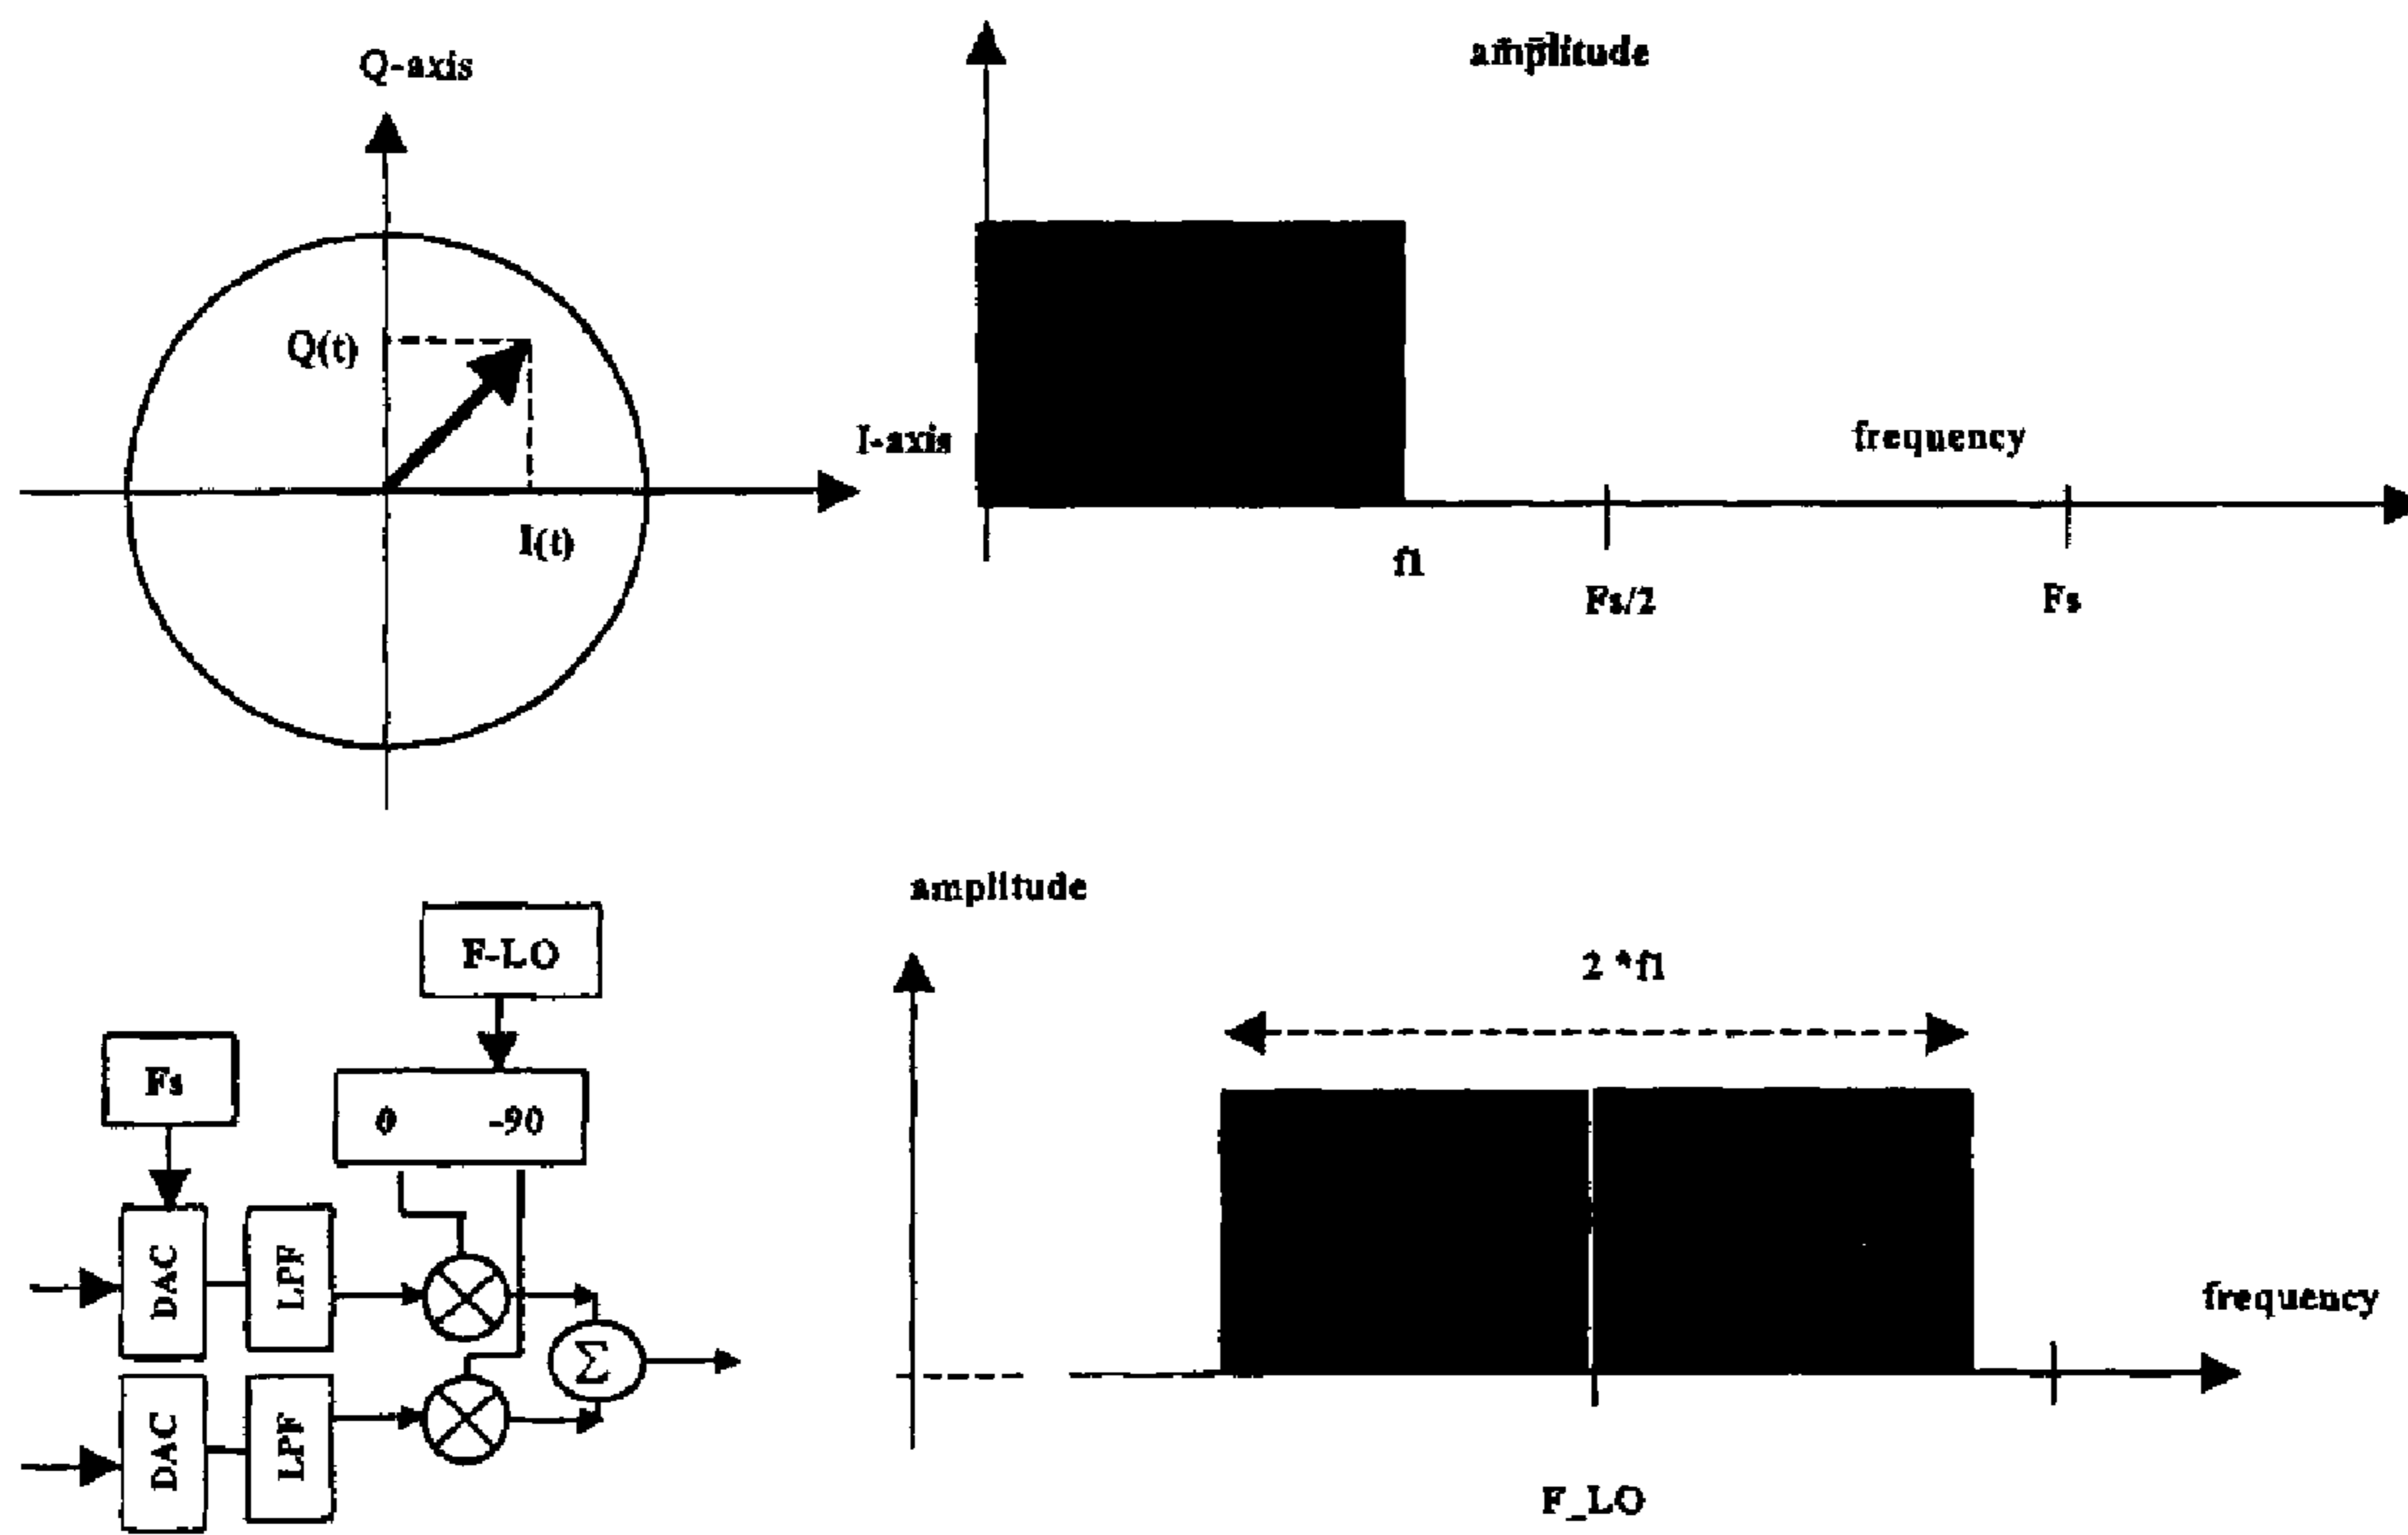 Q-axis
Q(t)
I-axis
I(t)
amplitude
frequency
f1
Fs/2
Fs
F-LO
Fs
0 -90
DAC
LPF
Σ
DAC
LPF
amplitude
2 *f1
frequency
F_LO